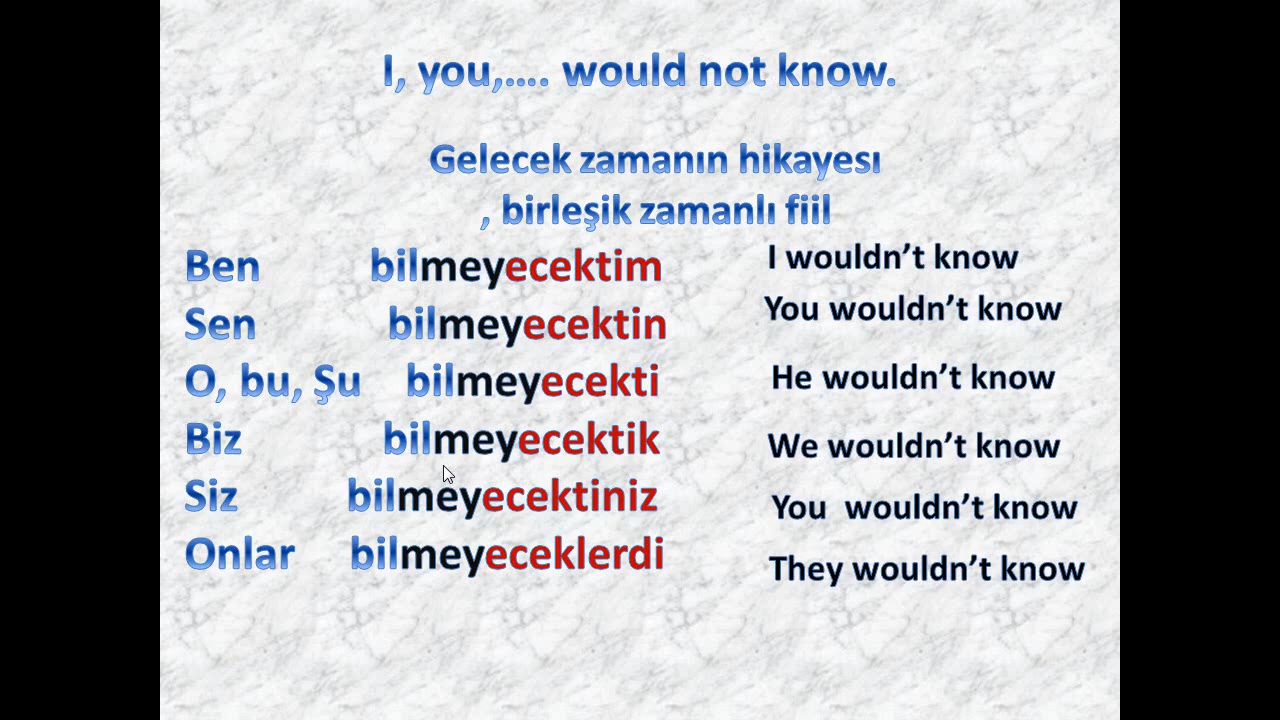 I, you,.... would not know.
Gelecek zamanın hikayesı
, birleşik zamanlı fiil
Ben bilmeyecektim I wouldn’t know
Sen bilmeyecektin You wouldn’t know
O, bu, Şu bilmeyecekti He wouldn’t know
Biz bilmeyecektik We wouldn’t know
Siz bilmeyecektiniz You wouldn’t know
Onlar bilmeyeceklerdi They wouldn’t know